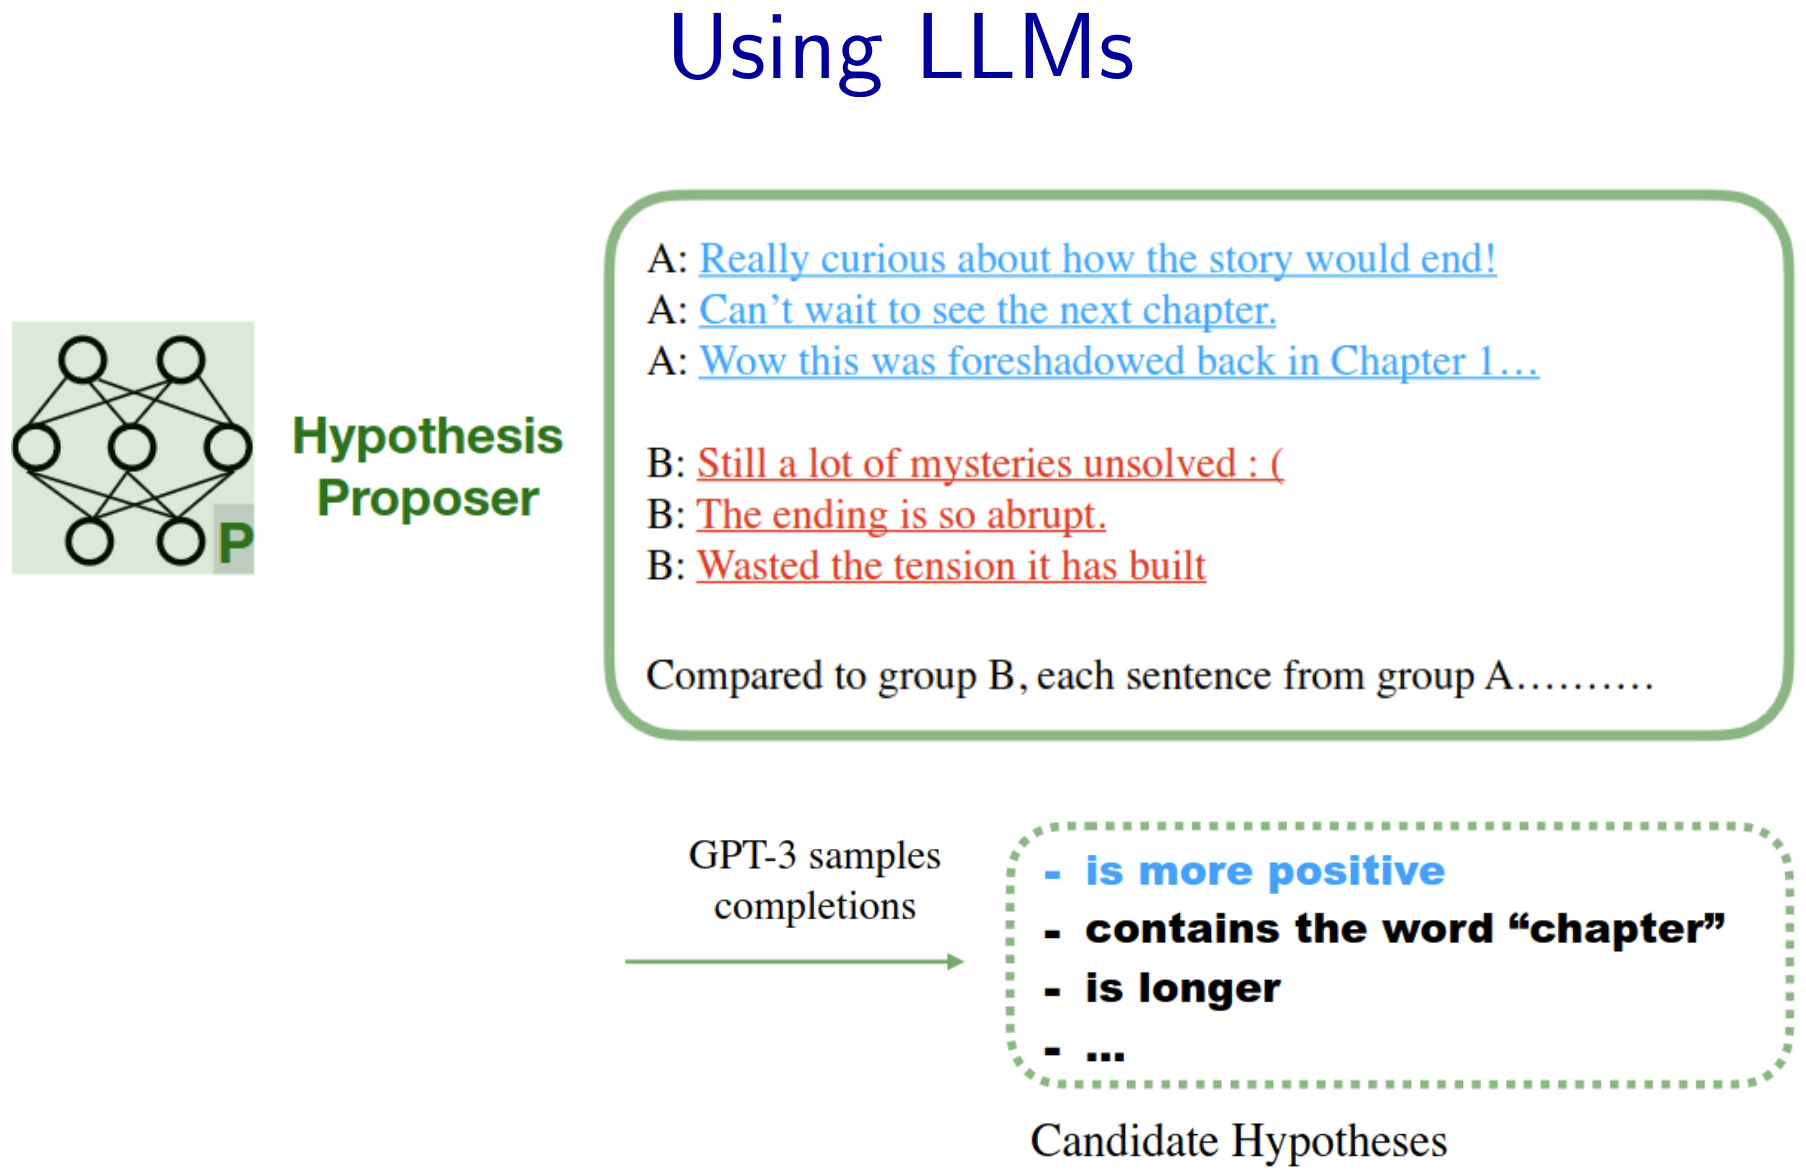 Using LLMs
A: Really curious about how the story would end!
A: Can’t wait to see the next chapter.
A: Wow this was foreshadowed back in Chapter 1…
Hypothesis
Proposer
P
B: Still a lot of mysteries unsolved : (
B: The ending is so abrupt.
B: Wasted the tension it has built
Compared to group B, each sentence from group A……….
GPT-3 samples
completions
- is more positive
- contains the word “chapter”
- is longer
- ...
Candidate Hypotheses